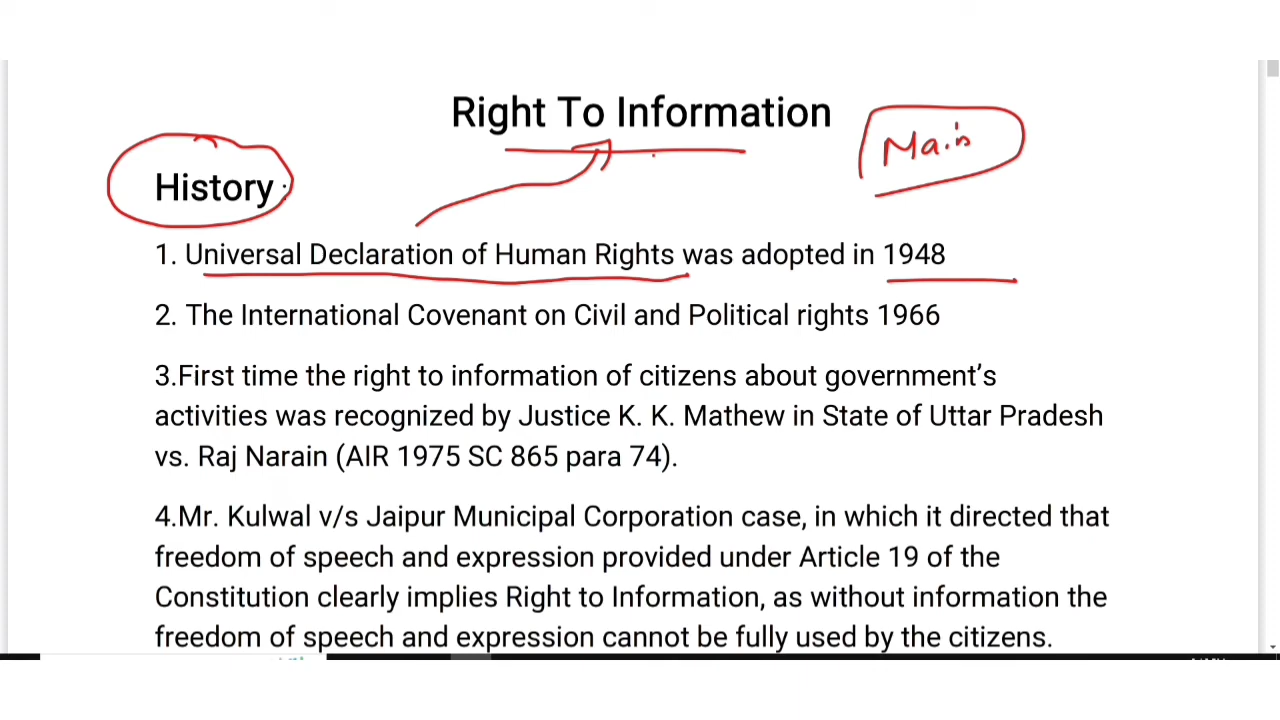 Right To Information
Main
History
1. Universal Declaration of Human Rights was adopted in 1948
2. The International Covenant on Civil and Political rights 1966
3.First time the right to information of citizens about government’s
activities was recognized by Justice K. K. Mathew in State of Uttar Pradesh
vs. Raj Narain (AIR 1975 SC 865 para 74).
4.Mr. Kulwal v/s Jaipur Municipal Corporation case, in which it directed that
freedom of speech and expression provided under Article 19 of the
Constitution clearly implies Right to Information, as without information the
freedom of speech and expression cannot be fully used by the citizens.